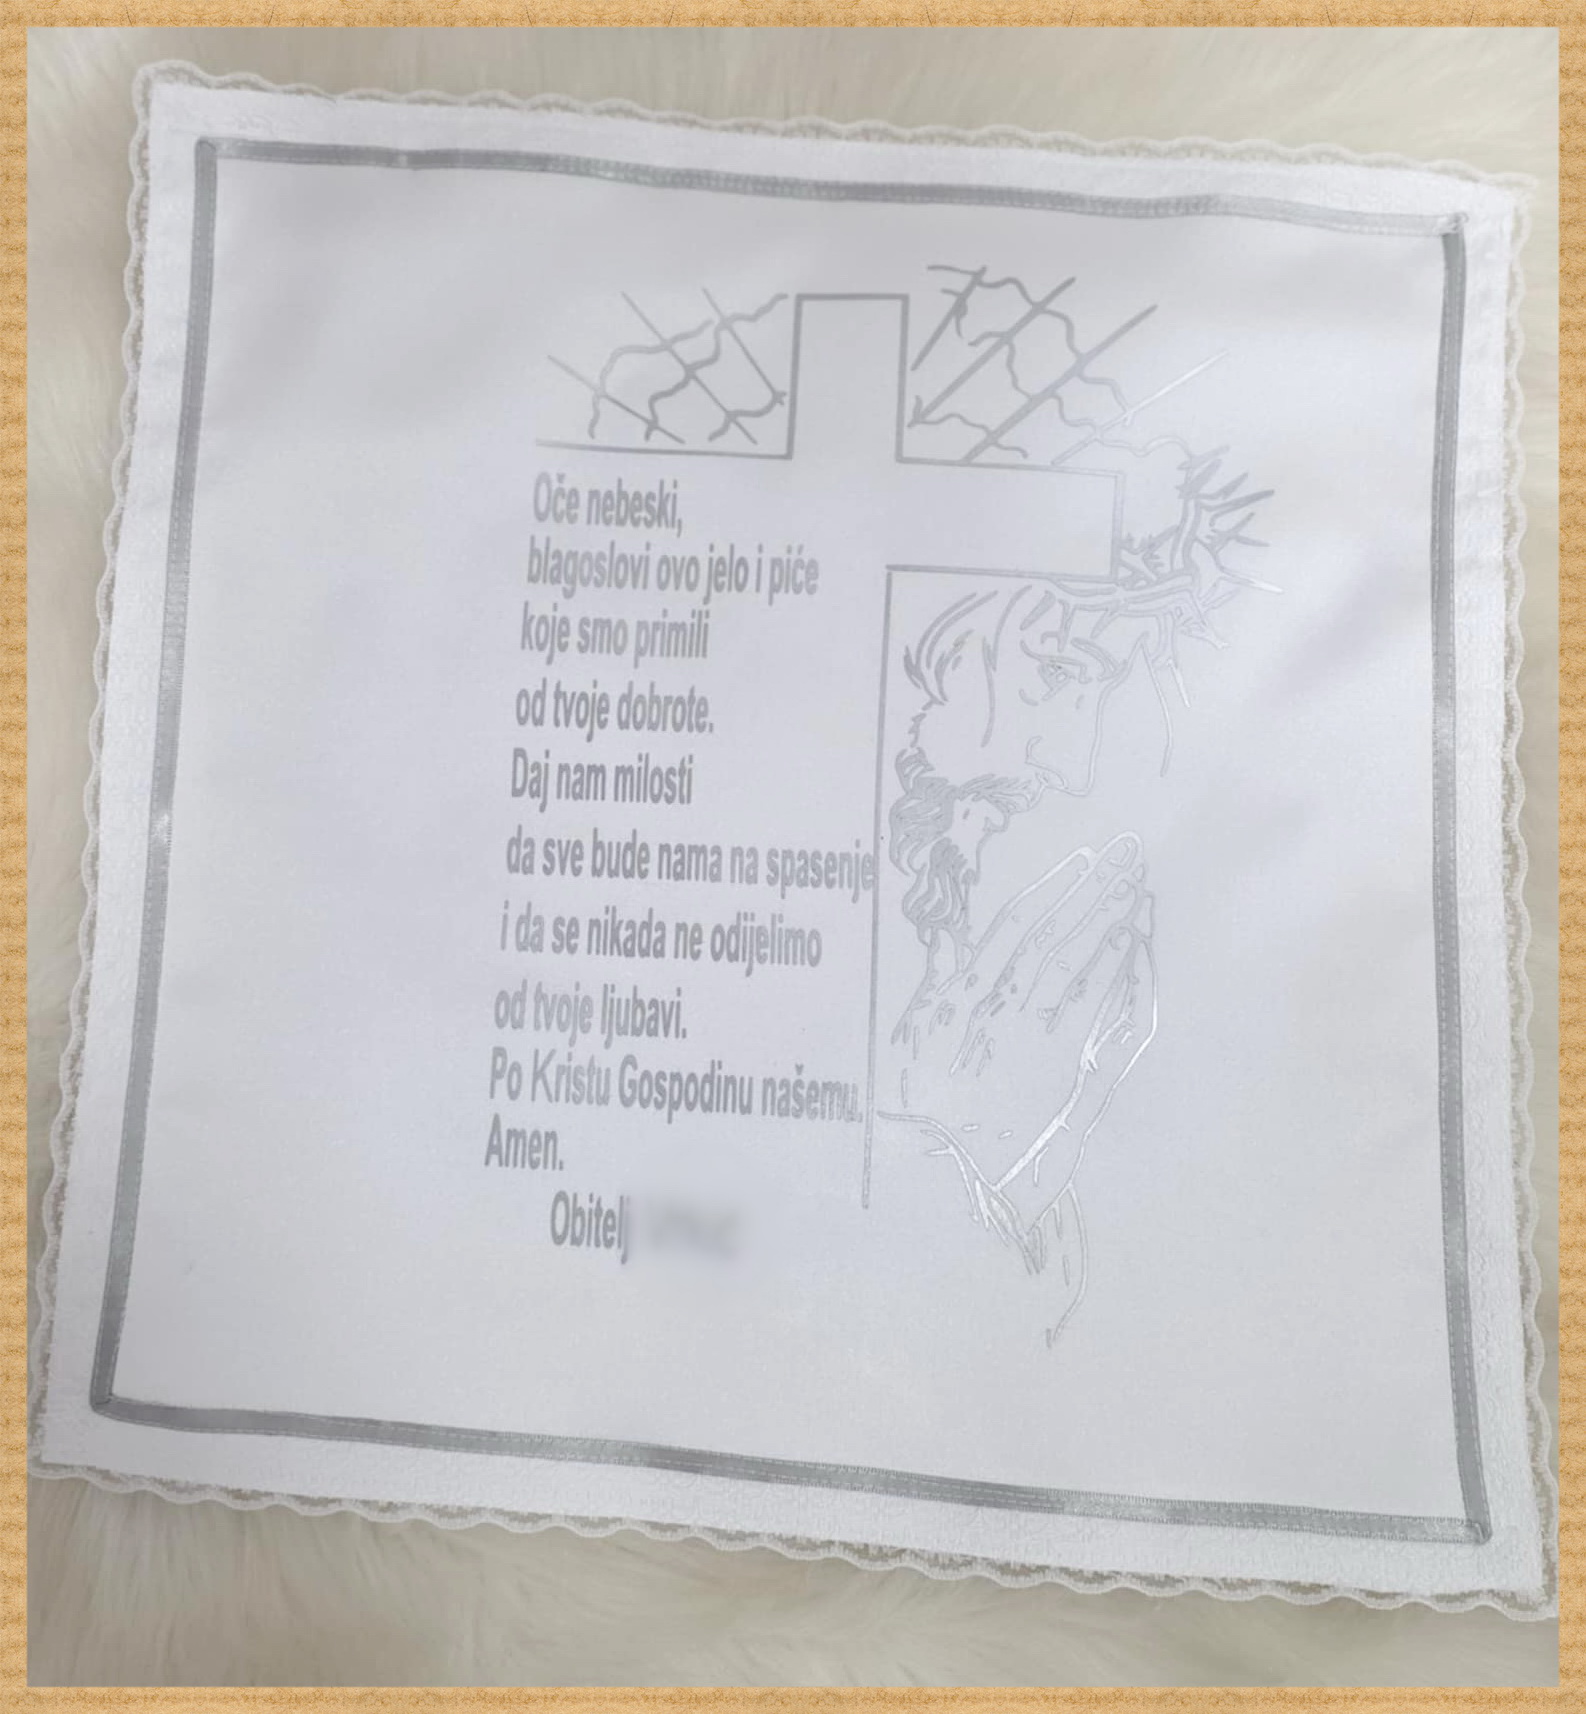 Oče nebeski,
blagoslovi ovo jelo i piće
koje smo primili
od tvoje dobrote.
Daj nam milosti
da sve bude nama na spasenje
i da se nikada ne odijelimo
od tvoje ljubavi.
Po Kristu Gospodinu našemu.
Amen.
Obitelj